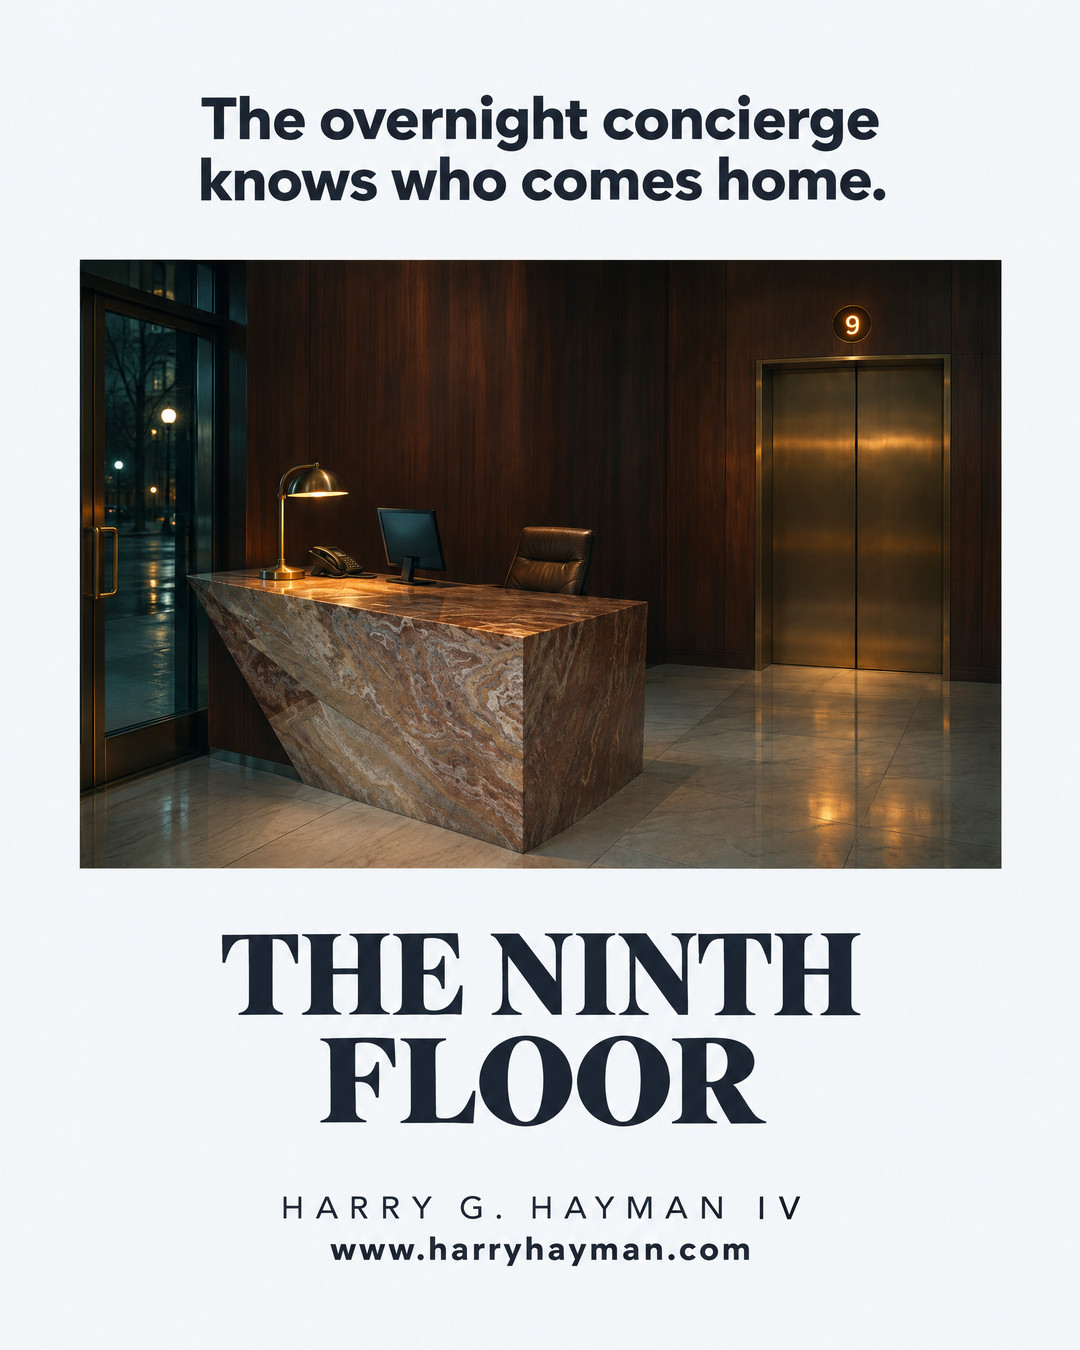 The overnight concierge
knows who comes home.
9
THE NINTH
FLOOR
HARRY G. HAYMAN IV
www.harryhayman.com